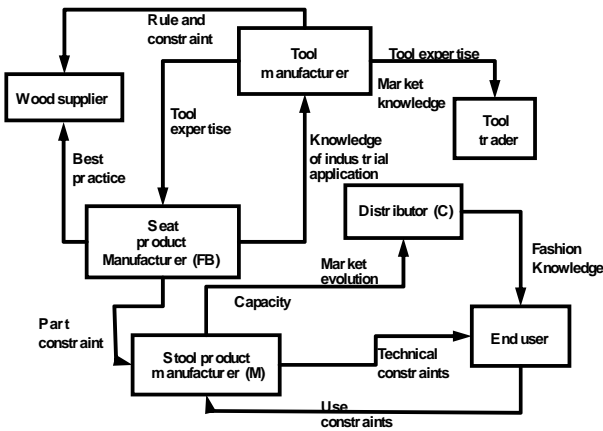 Rule and
constraint
Tool
manufacturer
Tool expertise
Market
knowledge
Wood supplier
Tool
trader
Tool
expertise
Best
practice
Knowledge
of industrial
application
Distributor (C)
Seat
product
Manufacturer (FB)
Market
evolution
Fashion
Knowledge
Capacity
Part
constraint
Stool product
manufacturer (M)
Technical
constraints
End user
Use
constraints